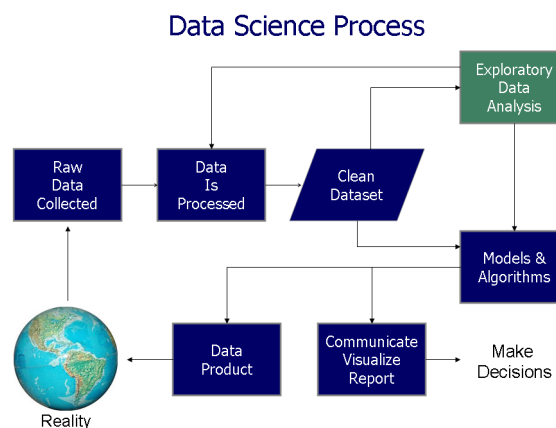 Data Science Process
Exploratory
Data
Analysis
Raw
Data
Collected
Data
Is
Processed
Clean
Dataset
Models &
Algorithms
Data
Product
Communicate
Visualize
Report
Make
Decisions
Reality